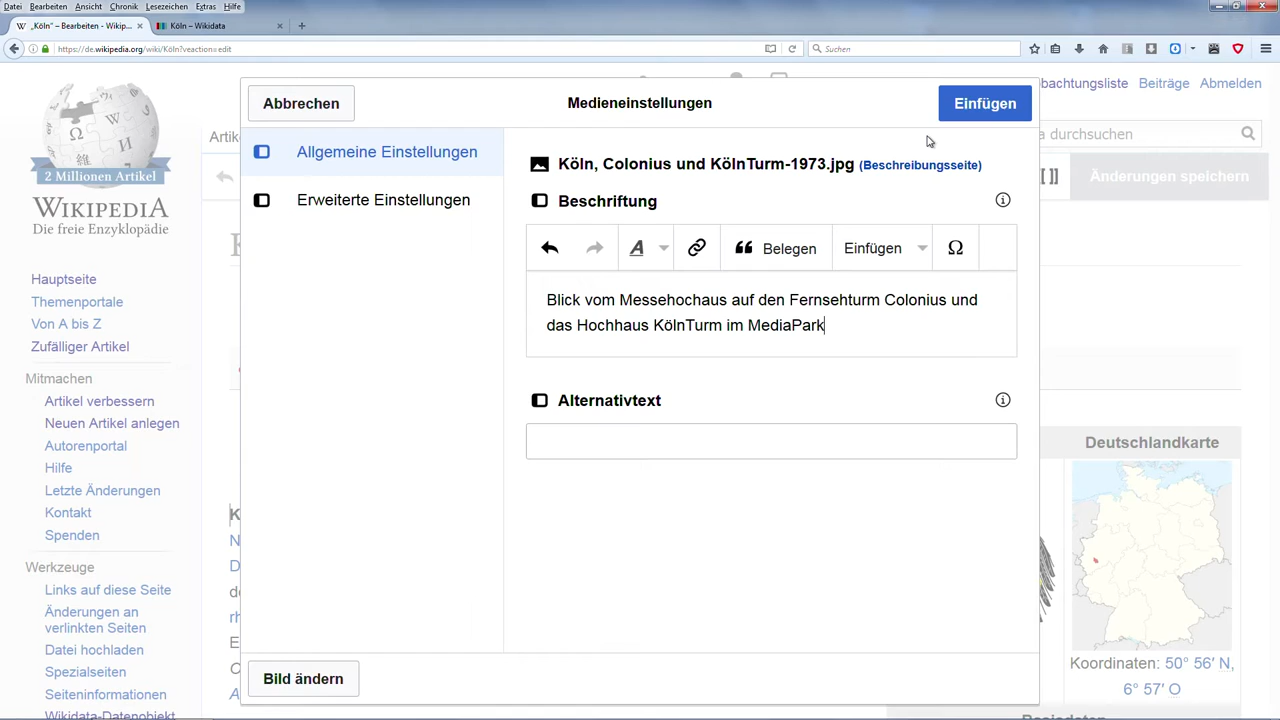 Datei Bearbeiten Ansicht Chronik Lesezeichen Extras Hilfe
„Köln“ – Bearbeiten - Wikip... Köln – Wikidata
https://de.wikipedia.org/wiki/Köln?veaction=edit Suchen
Abbrechen Medieneinstellungen Einfügen
bachtungsliste Beiträge Abmelden
Artike
a durchsuchen
Allgemeine Einstellungen
Erweiterte Einstellungen
Köln, Colonius und KölnTurm-1973.jpg (Beschreibungsseite)
Änderungen speichern
Beschriftung
A Belegen Einfügen Ω
Blick vom Messehochaus auf den Fernsehturm Colonius und
das Hochhaus KölnTurm im MediaPark
Alternativtext
Bild ändern
2 Millionen Artikel
WIKIPEDIA
Die freie Enzyklopädie
Hauptseite
Themenportale
Von A bis Z
Zufälliger Artikel
Mitmachen
Artikel verbessern
Neuen Artikel anlegen
Autorenportal
Hilfe
Letzte Änderungen
Kontakt
Spenden
Werkzeuge
Links auf diese Seite
Änderungen an
verlinkten Seiten
Datei hochladen
Spezialseiten
Seiteninformationen
Wikidata-Datenobjekt
Deutschlandkarte
Koordinaten: 50° 56′ N,
6° 57′ O
Basisdaten